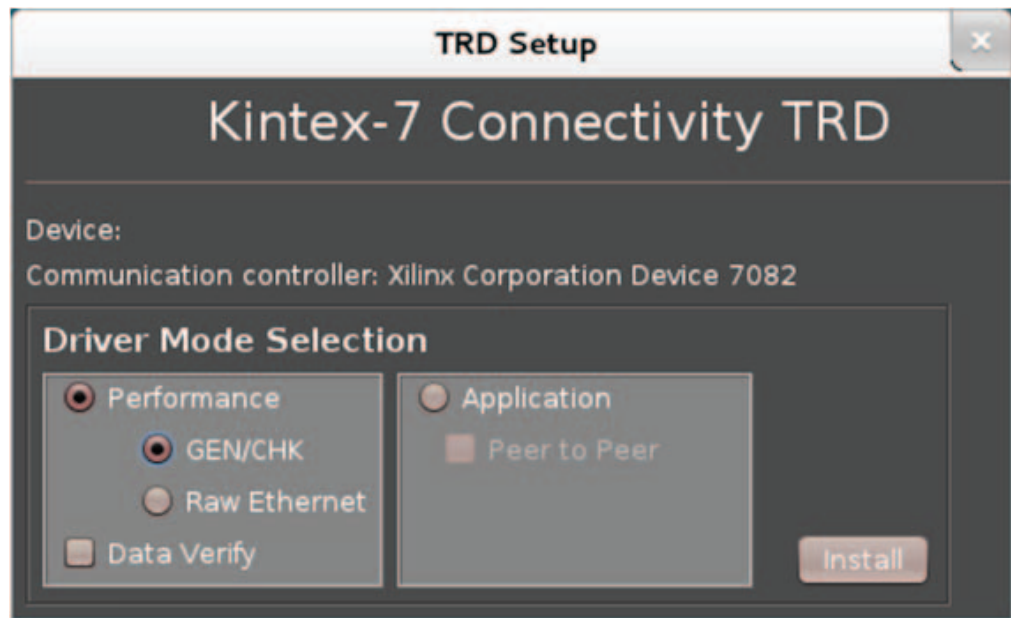 TRD Setup
Kintex-7 Connectivity TRD
Device:
Communication controller: Xilinx Corporation Device 7082
Driver Mode Selection
Performance
GEN/CHK
Raw Ethernet
Data Verify
Application
Peer to Peer
Install